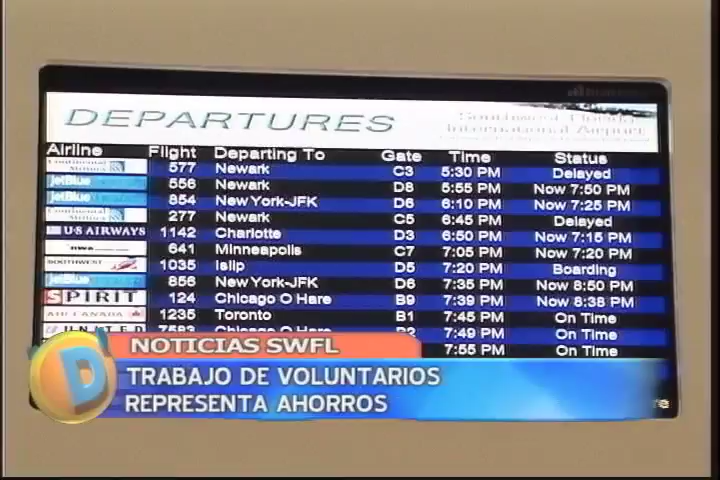 DEPARTURES
Southwest Florida
International Airport
Airline Flight Departing To Gate Time Status
Continental Airlines 577 Newark C3 5:30 PM Delayed
jetBlue 556 Newark D8 5:55 PM Now 7:50 PM
jetBlue 854 New York-JFK D6 6:10 PM Now 7:25 PM
Continental Airlines 277 Newark C5 6:45 PM Delayed
U·S AIRWAYS 1142 Charlotte D3 6:50 PM Now 7:15 PM
nwa 641 Minneapolis C7 7:05 PM Now 7:20 PM
SOUTHWEST 1035 Islip D5 7:20 PM Boarding
jetBlue 856 New York-JFK D6 7:35 PM Now 8:50 PM
SPIRIT 124 Chicago O Hare B9 7:39 PM Now 8:38 PM
AIR CANADA 1235 Toronto B1 7:45 PM On Time
UNITED 7583 Chicago O Hare B2 7:49 PM On Time
7:55 PM On Time
D
NOTICIAS SWFL
TRABAJO DE VOLUNTARIOS
REPRESENTA AHORROS